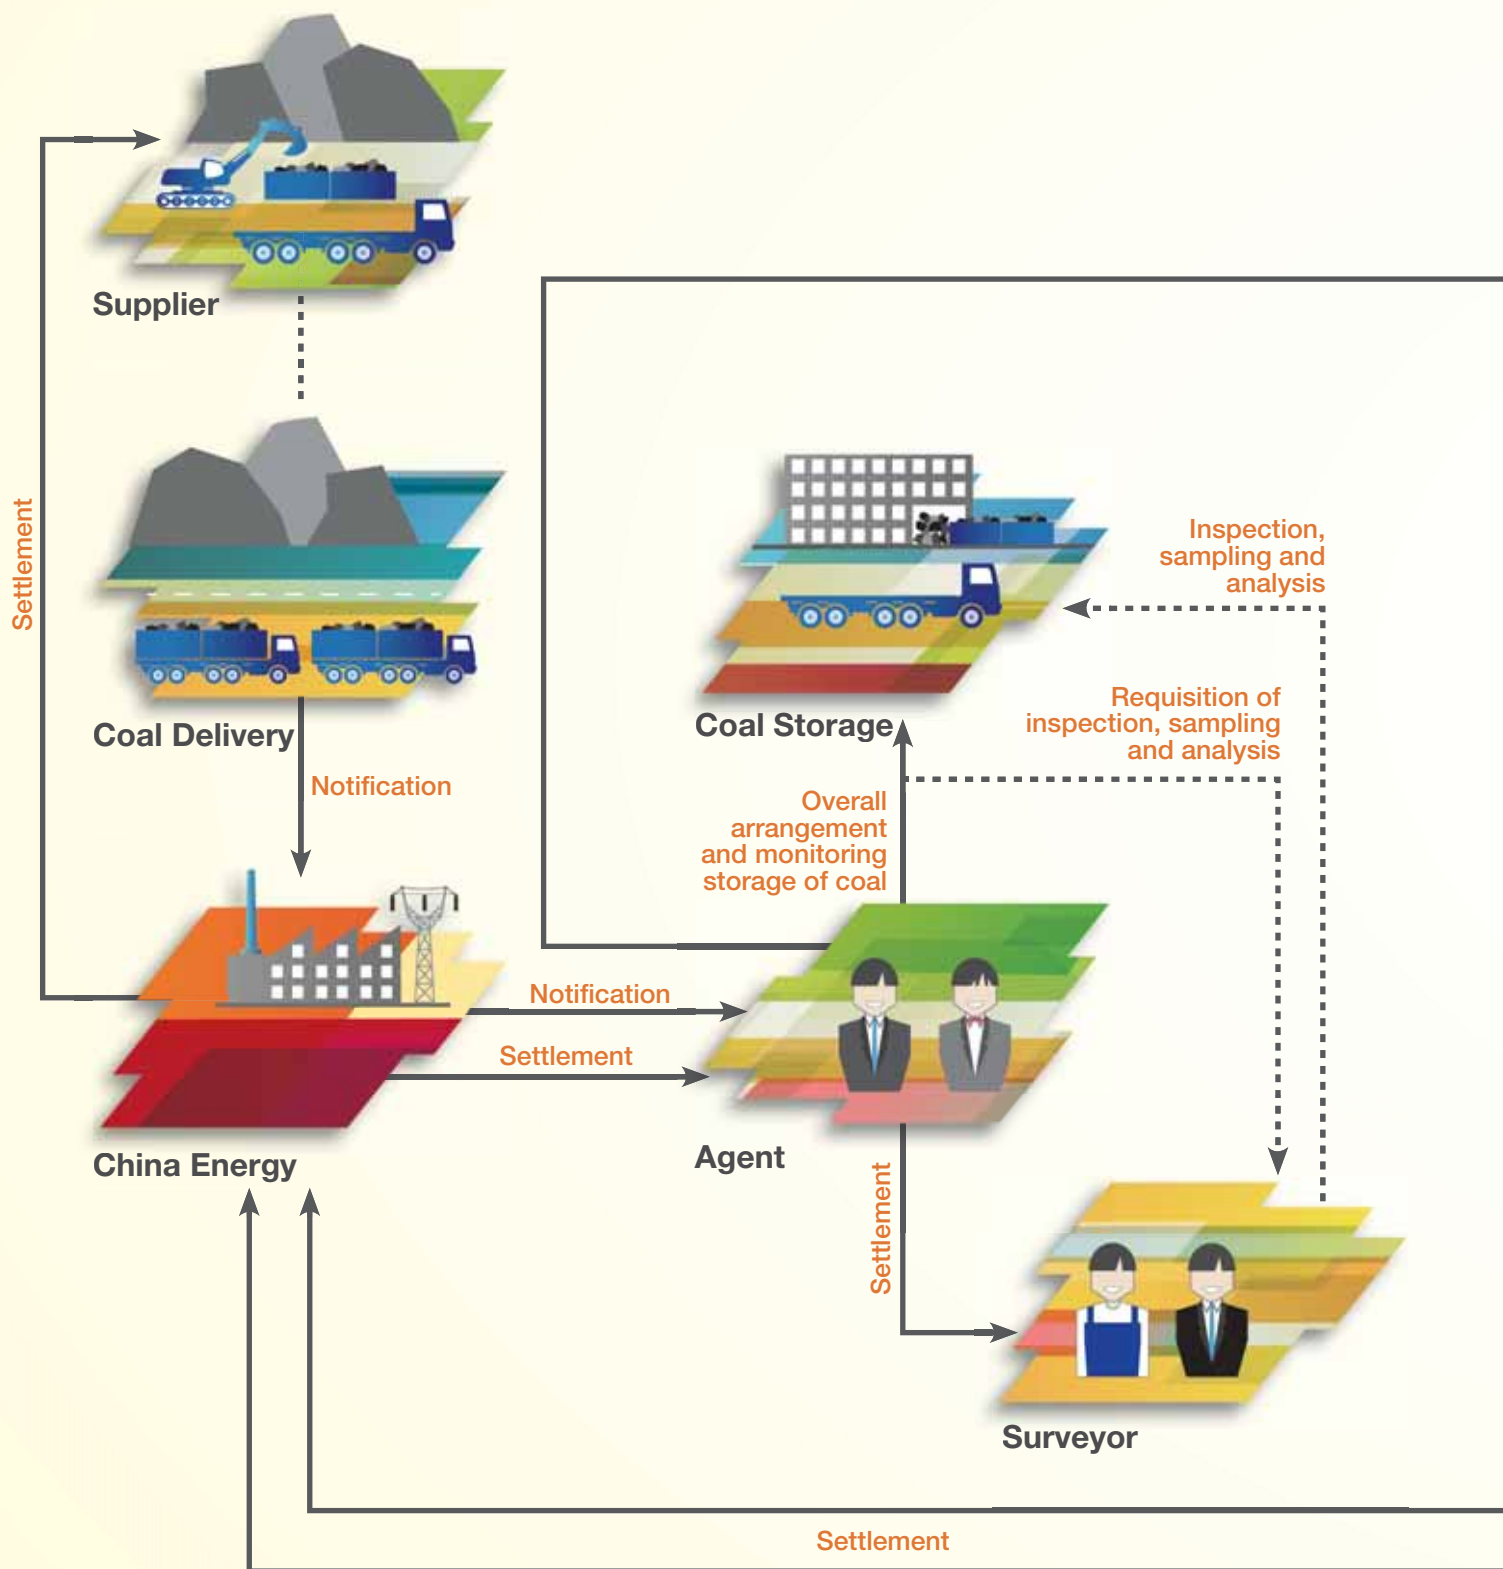 Supplier
Settlement
Coal Delivery
Notification
Inspection,
sampling and
analysis
Coal Storage
Requisition of
inspection, sampling
and analysis
Overall
arrangement
and monitoring
storage of coal
Notification
Settlement
China Energy
Agent
Settlement
Surveyor
Settlement